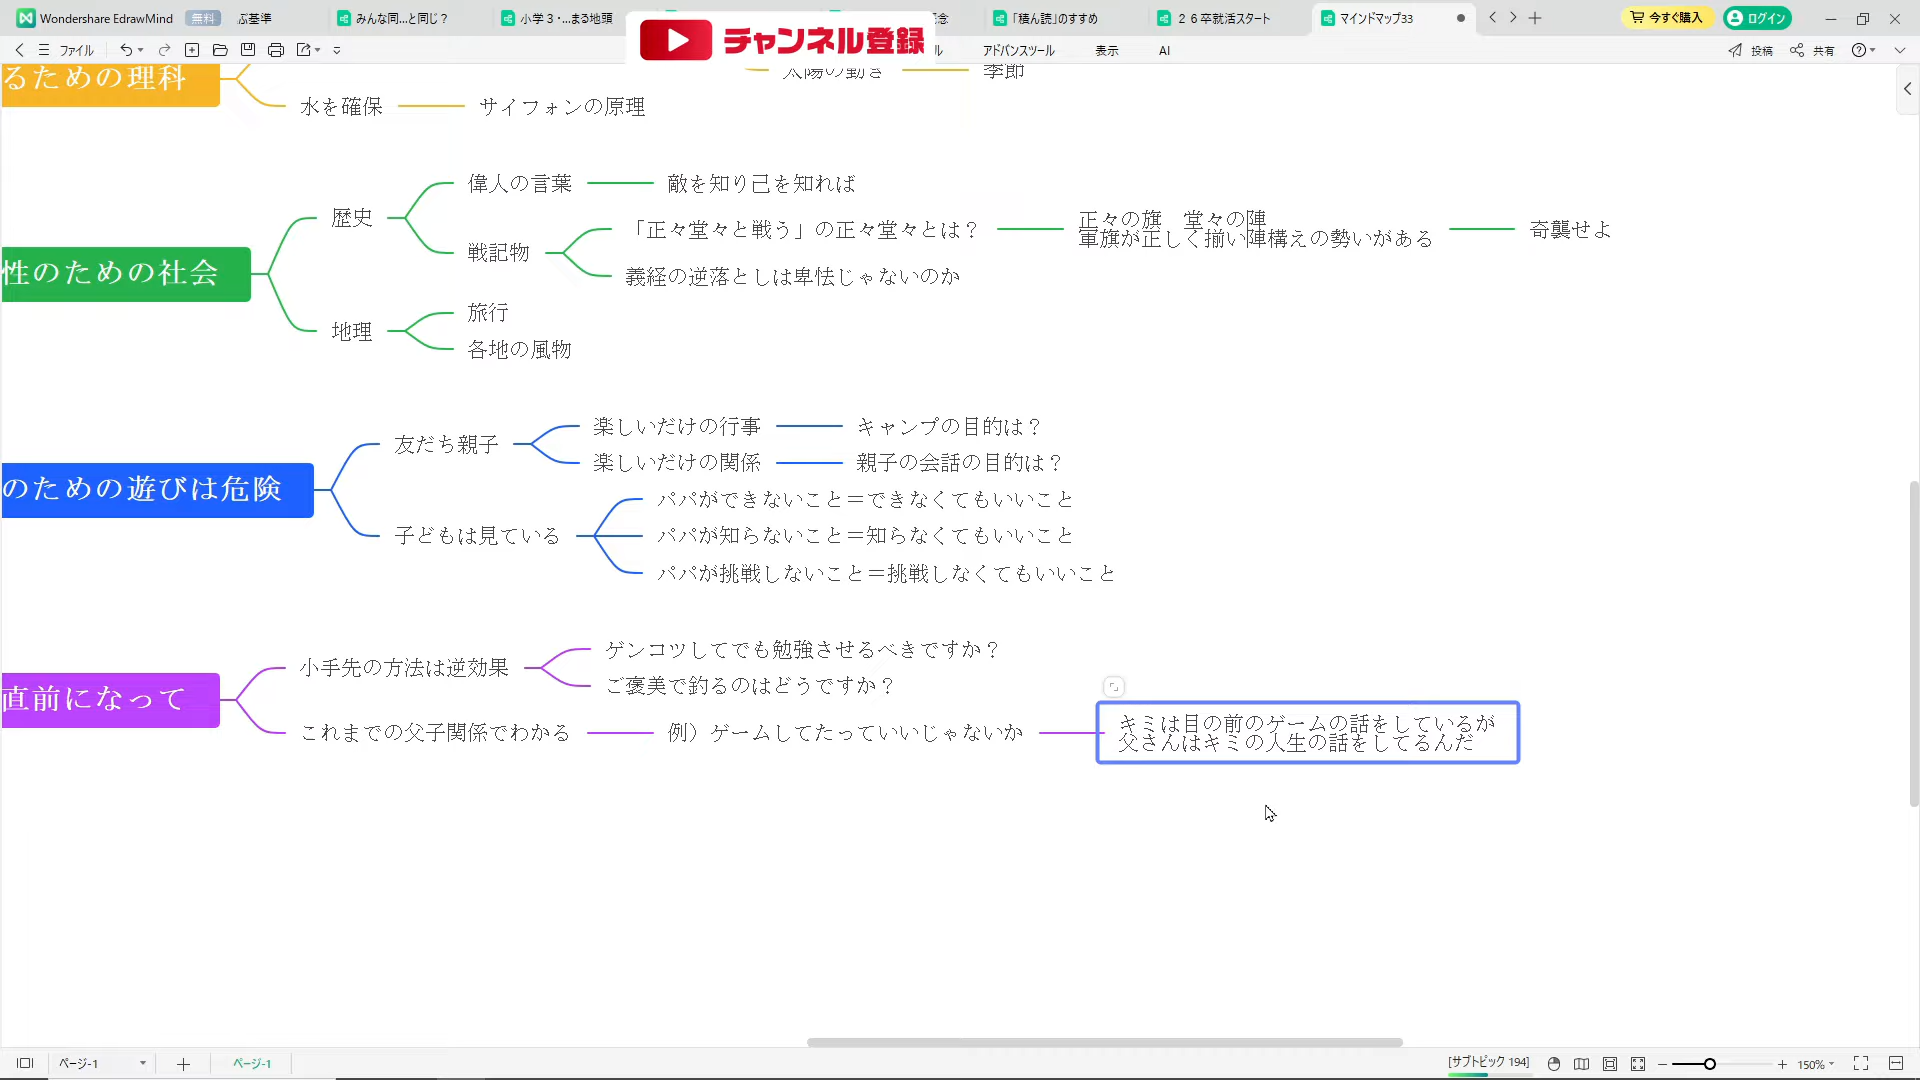 Wondershare EdrawMind
無料
ぶ基準
みんな同...と同じ？
小学３・...まる地頭
念
「積ん読」のすすめ
２６卒就活スタート
マインドマップ33
今すぐ購入
ログイン
ファイル
チャンネル登録
ル
アドバンスツール
表示
AI
投稿
共有
るための理科
太陽の動き
季節
水を確保
サイフォンの原理
性のための社会
歴史
偉人の言葉
敵を知り己を知れば
戦記物
「正々堂々と戦う」の正々堂々とは？
正々の旗　堂々の陣
軍旗が正しく揃い陣構えの勢いがある
奇襲せよ
義経の逆落としは卑怯じゃないのか
地理
旅行
各地の風物
のための遊びは危険
友だち親子
楽しいだけの行事
キャンプの目的は？
楽しいだけの関係
親子の会話の目的は？
子どもは見ている
パパができないこと＝できなくてもいいこと
パパが知らないこと＝知らなくてもいいこと
パパが挑戦しないこと＝挑戦しなくてもいいこと
直前になって
小手先の方法は逆効果
ゲンコツしてでも勉強させるべきですか？
ご褒美で釣るのはどうですか？
これまでの父子関係でわかる
例）ゲームしてたっていいじゃないか
キミは目の前のゲームの話をしているが
父さんはキミの人生の話をしてるんだ
ページ-1
ページ-1
[サブトピック 194]
150%